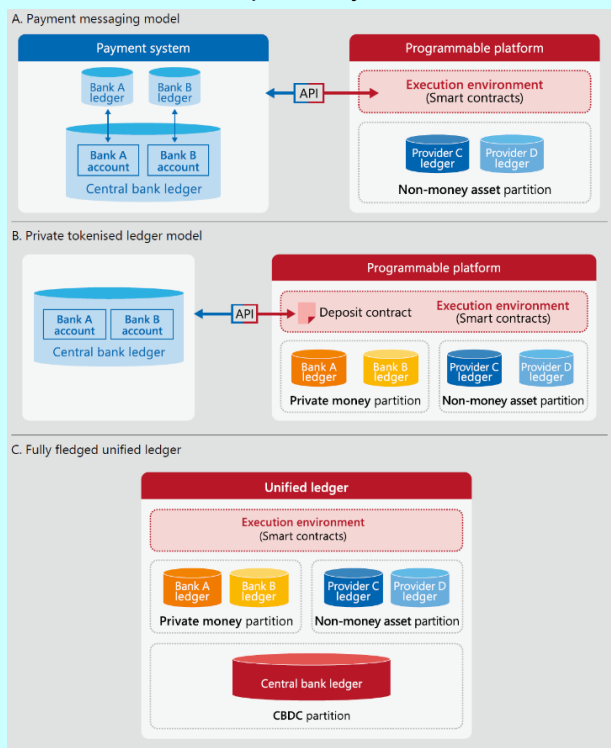 A. Payment messaging model
Payment system
Bank A
ledger
Bank B
ledger
Bank A
account
Bank B
account
Central bank ledger
API
Programmable platform
Execution environment
(Smart contracts)
Provider C
ledger
Provider D
ledger
Non-money asset partition
B. Private tokenised ledger model
Bank A
account
Bank B
account
Central bank ledger
API
Programmable platform
Deposit contract
Execution environment
(Smart contracts)
Bank A
ledger
Bank B
ledger
Private money partition
Provider C
ledger
Provider D
ledger
Non-money asset partition
C. Fully fledged unified ledger
Unified ledger
Execution environment
(Smart contracts)
Bank A
ledger
Bank B
ledger
Private money partition
Provider C
ledger
Provider D
ledger
Non-money asset partition
Central bank ledger
CBDC partition